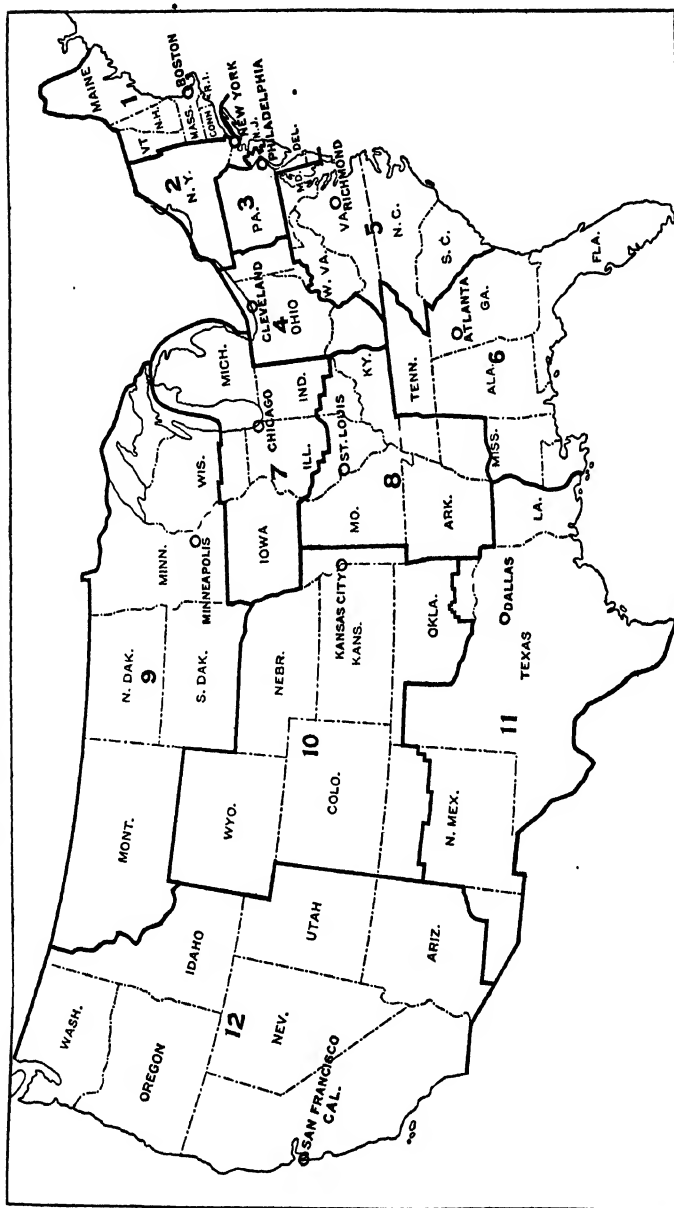 WASH.
OREGON
IDAHO
MONT.
N. DAK.
9
S. DAK.
MINN.
MINNEAPOLIS
WIS.
MICH.
12
NEV.
UTAH
WYO.
SAN FRANCISCO
CAL.
ARIZ.
COLO.
10
NEBR.
KANSAS CITY
KANS.
IOWA
CHICAGO
7
ILL.
IND.
CLEVELAND
4
OHIO
MO.
ST. LOUIS
8
KY.
N. MEX.
OKLA.
ARK.
TENN.
TEXAS
DALLAS
11
LA.
MISS.
ALA.
6
ATLANTA
GA.
FLA.
S. C.
N. C.
5
VA.
RICHMOND
W. VA.
MD.
DEL.
PA.
3
PHILADELPHIA
N.J.
NEW YORK
2
N. Y.
VT.
N.H.
1
MAINE
MASS.
BOSTON
CONN.
R.I.